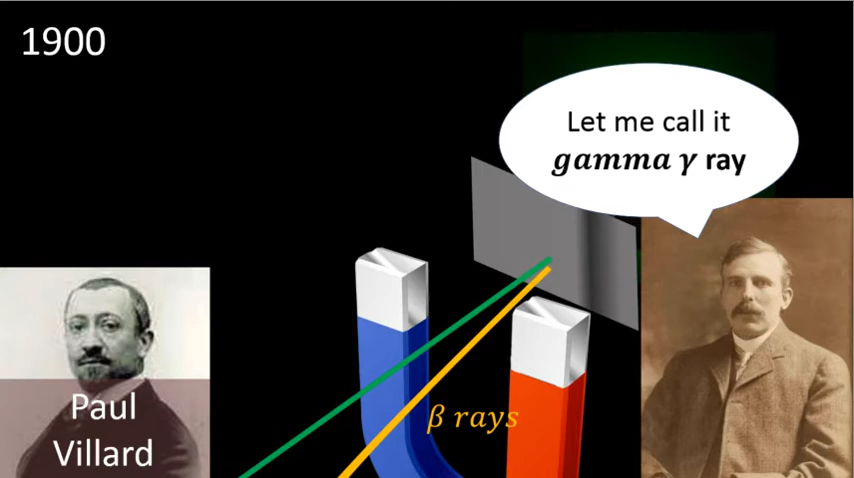 1900
Let me call it
gamma γ ray
β rays
Paul
Villard